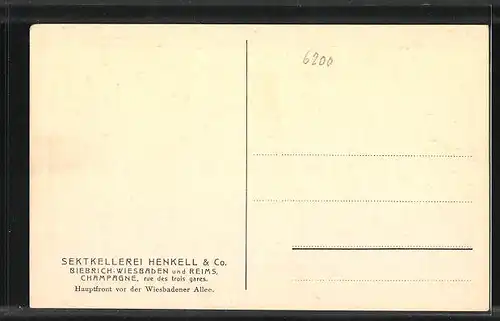 6200
SEKTKELLEREI HENKELL & Co.
BIEBRICH-WIESBADEN und REIMS,
CHAMPAGNE, rue des trois gares.
Hauptfront vor der Wiesbadener Allee.